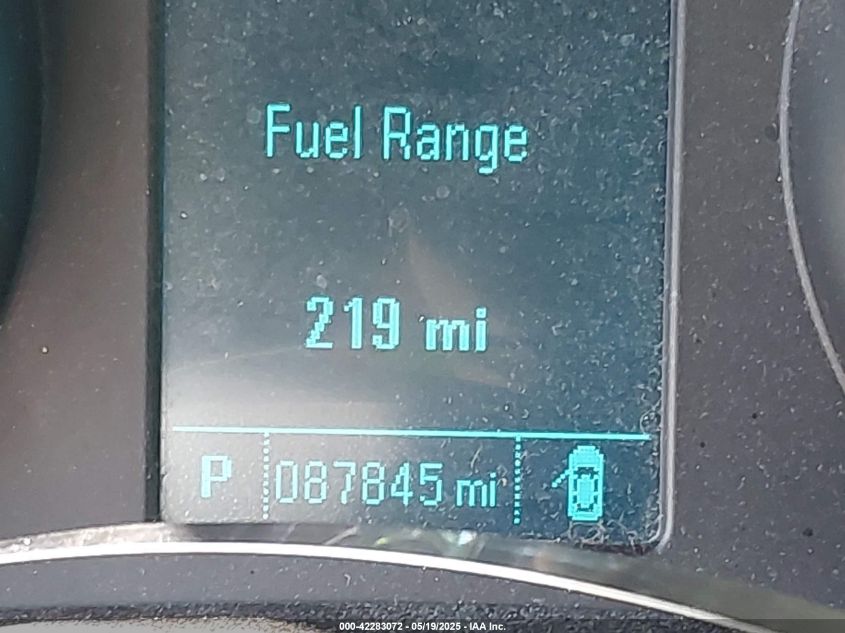 Fuel Range
219 mi
P 087845 mi
000-42283072 - 05/19/2025 - IAA Inc.